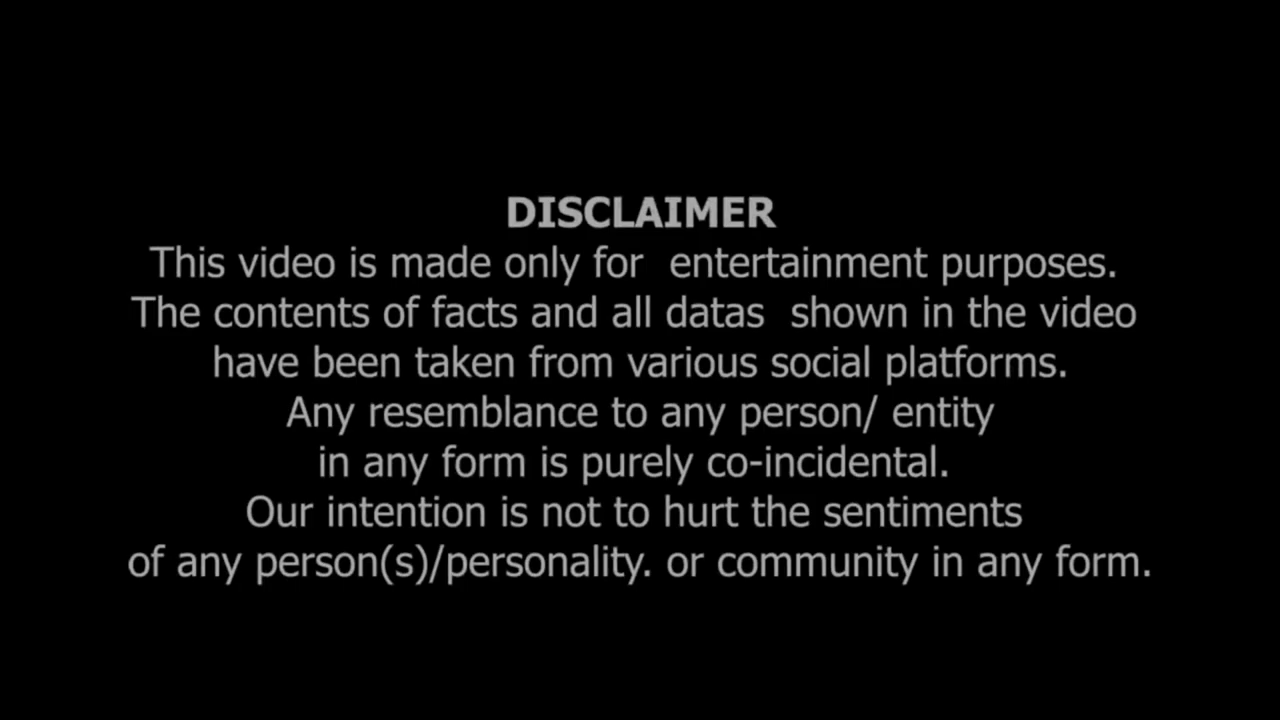 DISCLAIMER
This video is made only for  entertainment purposes.
The contents of facts and all datas  shown in the video
have been taken from various social platforms.
Any resemblance to any person/ entity
in any form is purely co-incidental.
Our intention is not to hurt the sentiments
of any person(s)/personality. or community in any form.